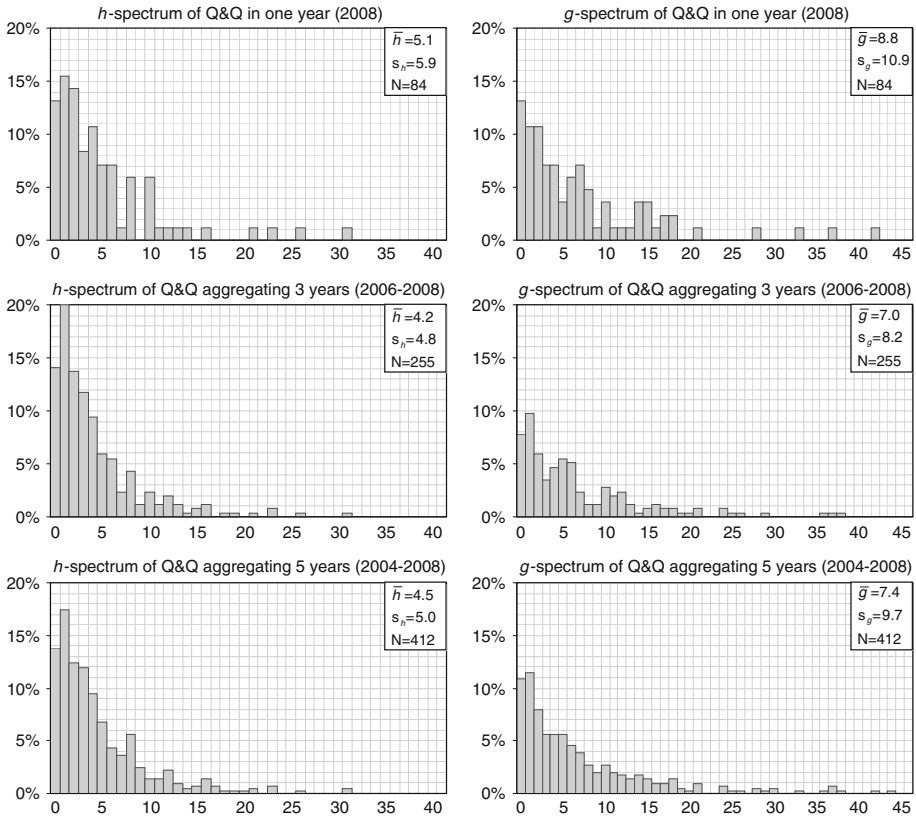 h-spectrum of Q&Q in one year (2008)
20%
15%
10%
5%
0%
h̅ =5.1
s_h=5.9
N=84
0 5 10 15 20 25 30 35 40
g-spectrum of Q&Q in one year (2008)
20%
15%
10%
5%
0%
g̅ =8.8
s_g=10.9
N=84
0 5 10 15 20 25 30 35 40 45
h-spectrum of Q&Q aggregating 3 years (2006-2008)
20%
15%
10%
5%
0%
h̅ =4.2
s_h=4.8
N=255
0 5 10 15 20 25 30 35 40
g-spectrum of Q&Q aggregating 3 years (2006-2008)
20%
15%
10%
5%
0%
g̅ =7.0
s_g=8.2
N=255
0 5 10 15 20 25 30 35 40 45
h-spectrum of Q&Q aggregating 5 years (2004-2008)
20%
15%
10%
5%
0%
h̅ =4.5
s_h=5.0
N=412
0 5 10 15 20 25 30 35 40
g-spectrum of Q&Q aggregating 5 years (2004-2008)
20%
15%
10%
5%
0%
g̅ =7.4
s_g=9.7
N=412
0 5 10 15 20 25 30 35 40 45